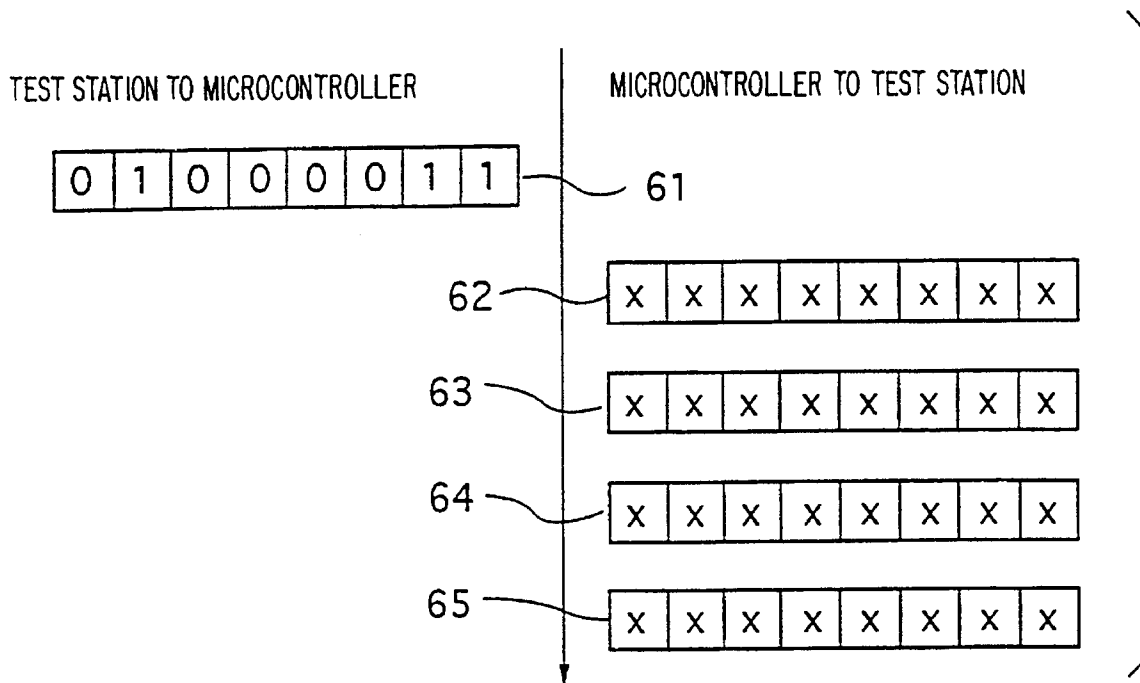 TEST STATION TO MICROCONTROLLER
MICROCONTROLLER TO TEST STATION
0 1 0 0 0 0 1 1
61
62
x x x x x x x x
63
x x x x x x x x
64
x x x x x x x x
65
x x x x x x x x